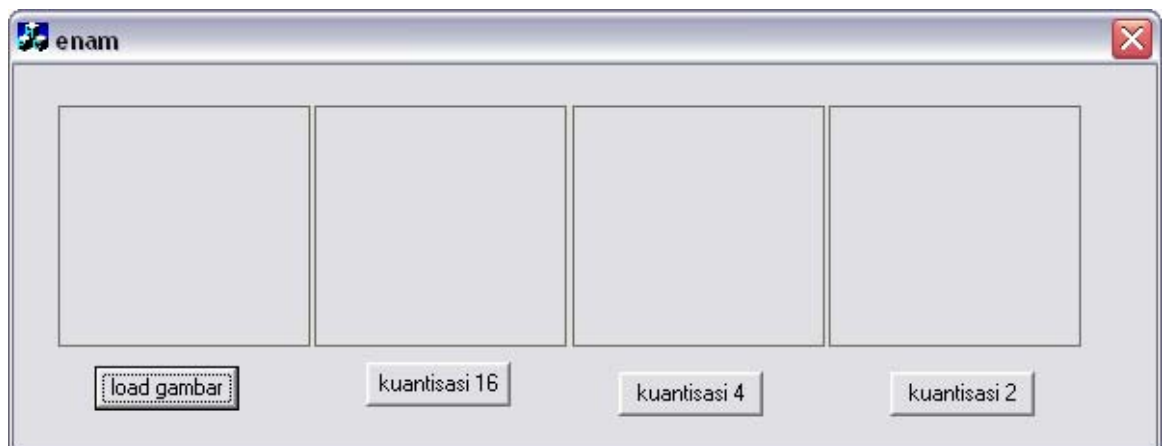 enam
load gambar
kuantisasi 16
kuantisasi 4
kuantisasi 2